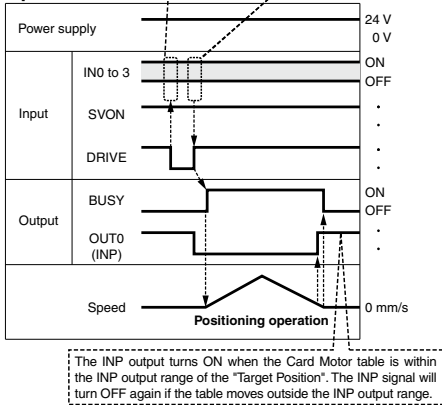 Power supply
24 V
0 V
Input
IN0 to 3
ON
OFF
SVON
DRIVE
Output
BUSY
ON
OFF
OUT0
(INP)
Speed
0 mm/s
Positioning operation
The INP output turns ON when the Card Motor table is within
the INP output range of the "Target Position". The INP signal will
turn OFF again if the table moves outside the INP output range.